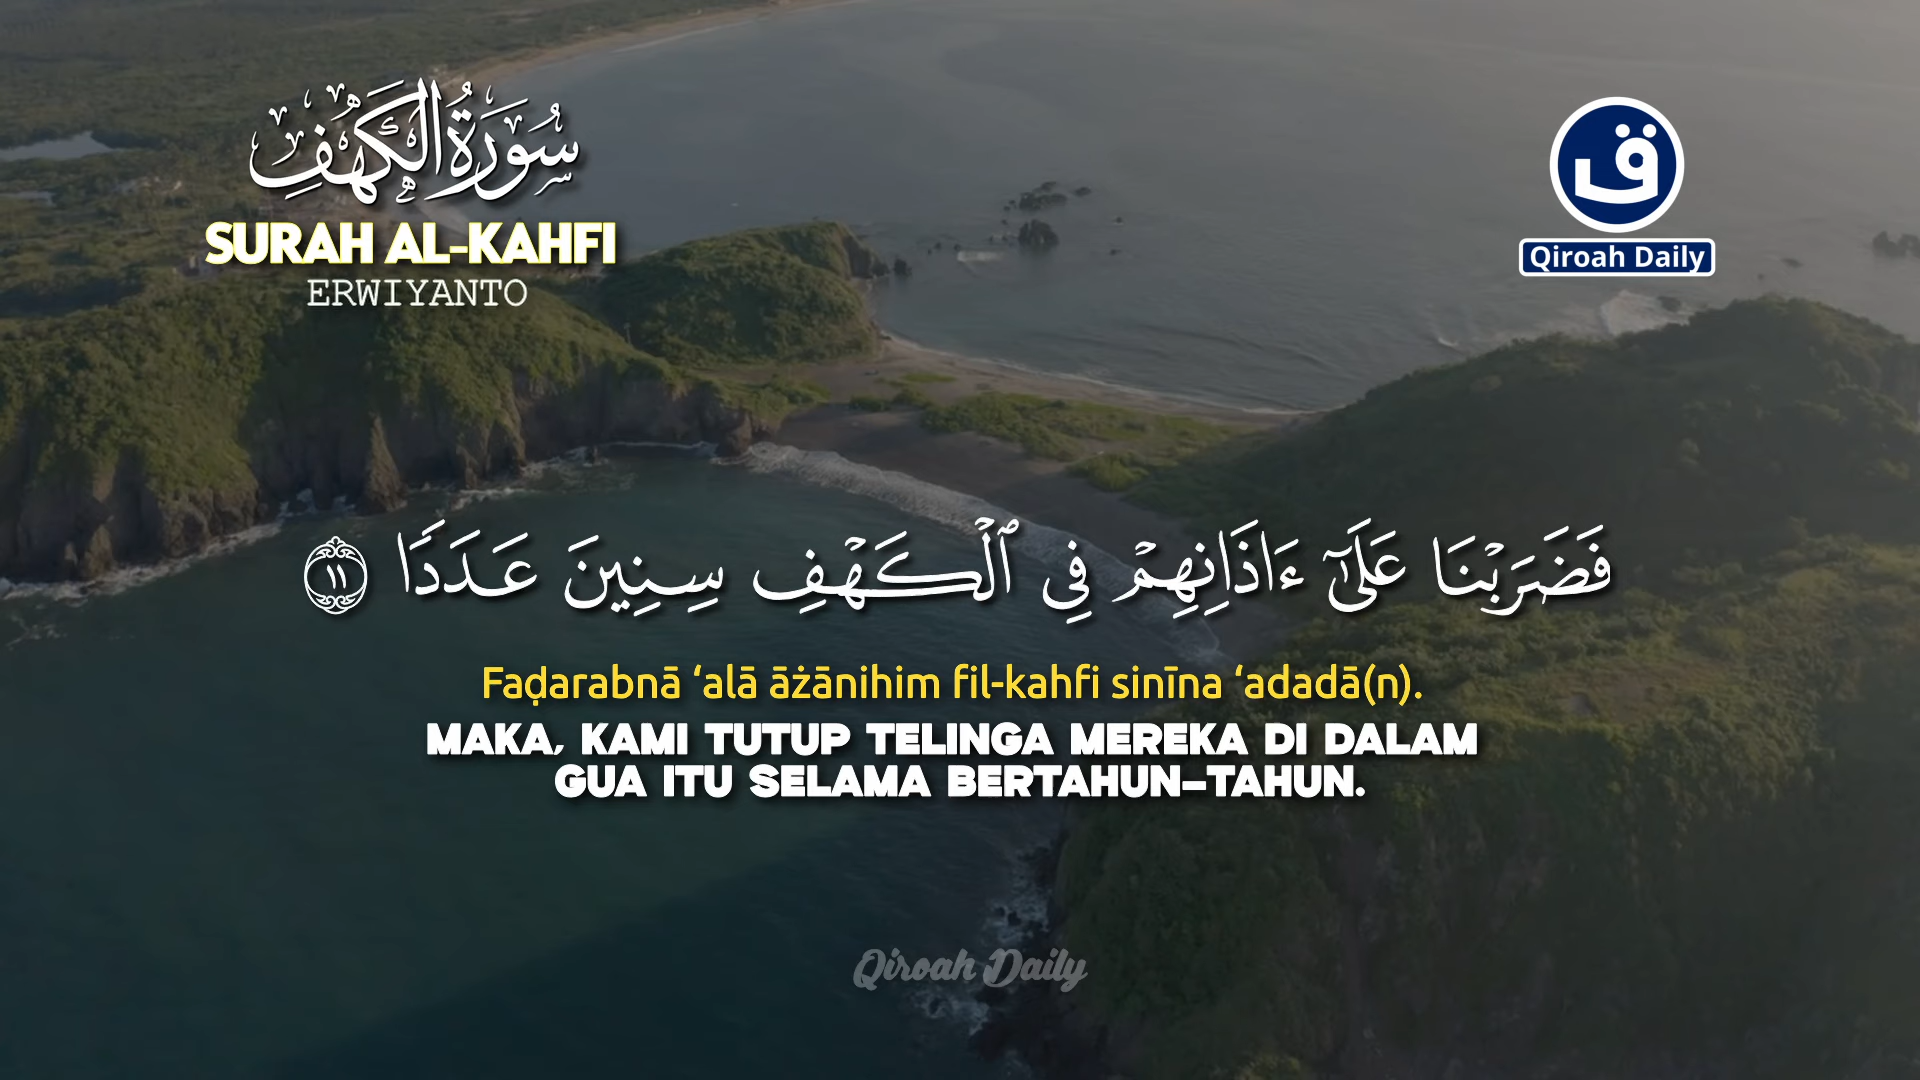 سُورَةُ الْكَهْفِ
SURAH AL-KAHFI
ERWIYANTO
ق
Qiroah Daily
فَضَرَبْنَا عَلَىٰٓ ءَاذَانِهِمْ فِي ٱلْكَهْفِ سِنِينَ عَدَدًا ١١
Faḍarabnā ‘alā āżānihim fil-kahfi sinīna ‘adadā(n).
MAKA, KAMI TUTUP TELINGA MEREKA DI DALAM
GUA ITU SELAMA BERTAHUN-TAHUN.
Qiroah Daily